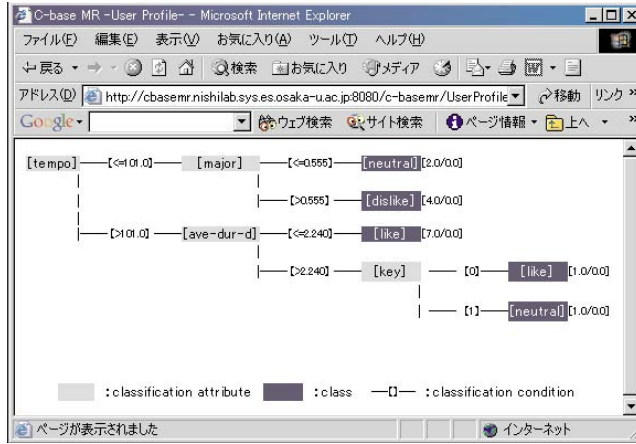 C-base MR -User Profile- - Microsoft Internet Explorer
ファイル(F) 編集(E) 表示(V) お気に入り(A) ツール(T) ヘルプ(H)
戻る 検索 お気に入り メディア
アドレス(D) http://cbasemr.nishilab.sys.es.osaka-u.ac.jp:8080/c-basemr/UserProfile 移動 リンク »
Google ウェブ検索 サイト検索 ページ情報 上へ »
[tempo] [<=101.0] [major] [<=0.555] [neutral] [2.0/0.0]
[>0.555] [dislike] [4.0/0.0]
[>101.0] [ave-dur-d] [<=2.240] [like] [7.0/0.0]
[>2.240] [key] [0] [like] [1.0/0.0]
[1] [neutral] [1.0/0.0]
:classification attribute :class —[]— :classification condition
ページが表示されました インターネット